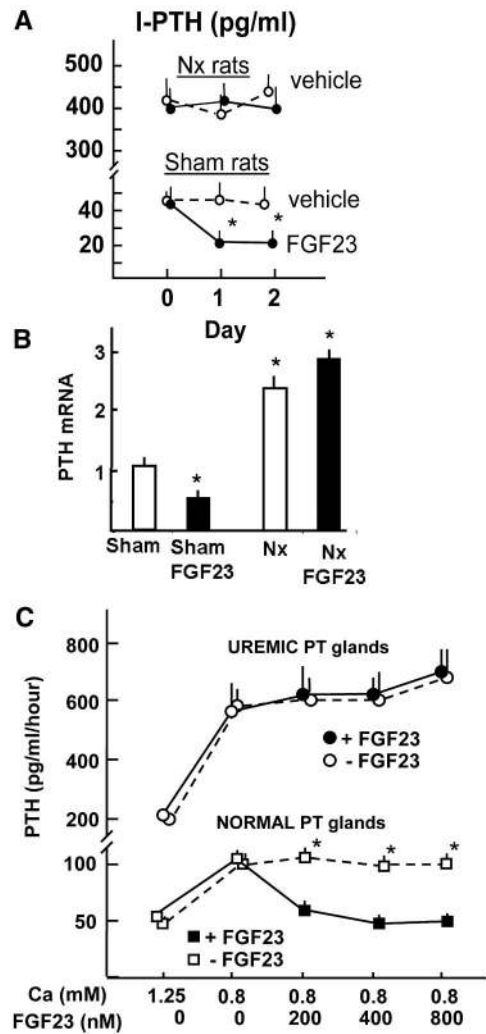 A
I-PTH (pg/ml)
500
400
300
40
20
Nx rats
vehicle
Sham rats
vehicle
* *
FGF23
0 1 2
Day
B
PTH mRNA
3
2
1
* * *
Sham Sham FGF23 Nx Nx FGF23
C
PTH (pg/ml/hour)
800
600
400
200
100
50
UREMIC PT glands
+ FGF23
- FGF23
NORMAL PT glands
* * *
+ FGF23
- FGF23
Ca (mM) 1.25 0.8 0.8 0.8 0.8
FGF23 (nM) 0 0 200 400 800